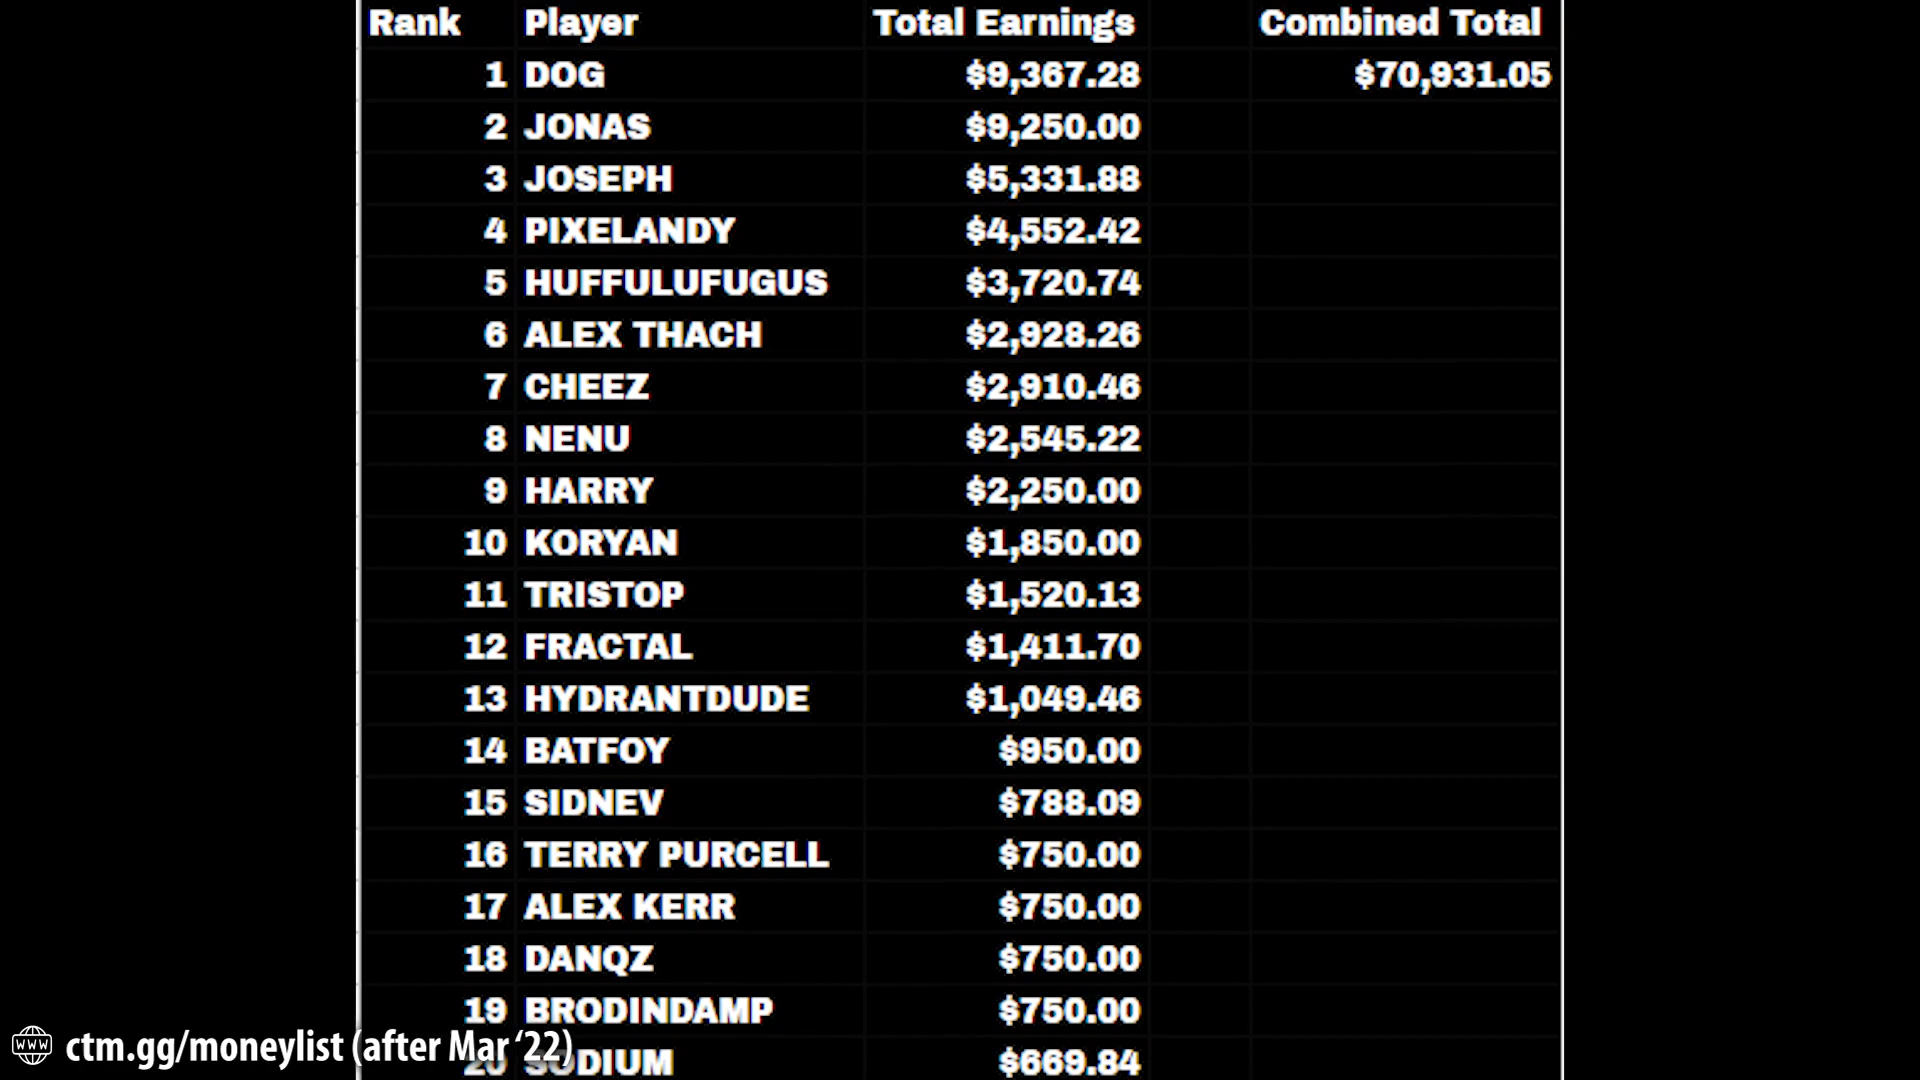 Rank Player Total Earnings Combined Total
1 DOG $9,367.28 $70,931.05
2 JONAS $9,250.00
3 JOSEPH $5,331.88
4 PIXELANDY $4,552.42
5 HUFFULUFUGUS $3,720.74
6 ALEX THACH $2,928.26
7 CHEEZ $2,910.46
8 NENU $2,545.22
9 HARRY $2,250.00
10 KORYAN $1,850.00
11 TRISTOP $1,520.13
12 FRACTAL $1,411.70
13 HYDRANTDUDE $1,049.46
14 BATFOY $950.00
15 SIDNEV $788.09
16 TERRY PURCELL $750.00
17 ALEX KERR $750.00
18 DANQZ $750.00
19 BRODINDAMP $750.00
20 SODIUM $669.84
www ctm.gg/moneylist (after Mar ‘22)